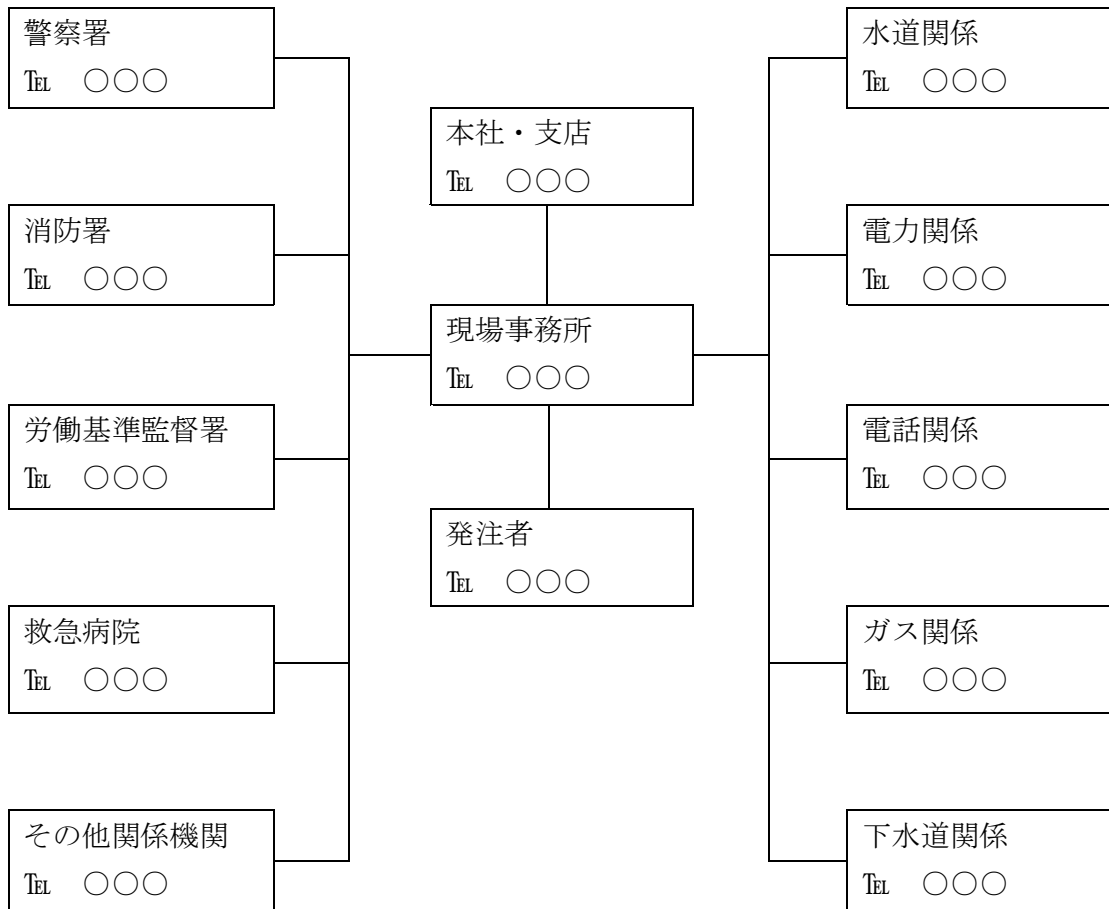 警察署
℡ ○○○
消防署
℡ ○○○
労働基準監督署
℡ ○○○
救急病院
℡ ○○○
その他関係機関
℡ ○○○
本社・支店
℡ ○○○
現場事務所
℡ ○○○
発注者
℡ ○○○
水道関係
℡ ○○○
電力関係
℡ ○○○
電話関係
℡ ○○○
ガス関係
℡ ○○○
下水道関係
℡ ○○○